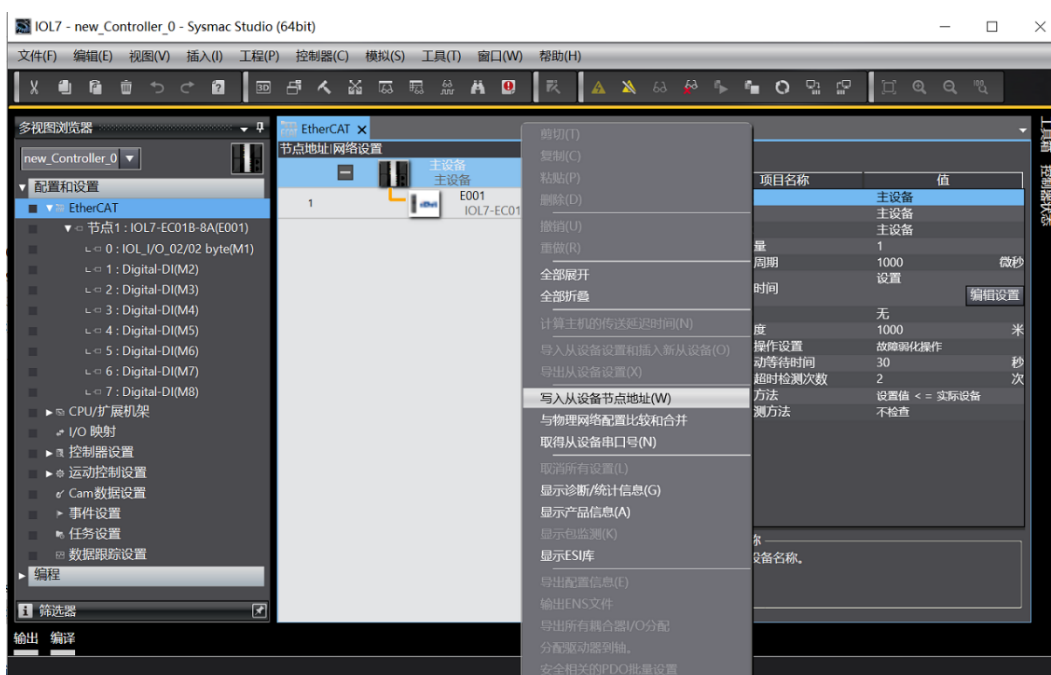 IOL7 - new_Controller_0 - Sysmac Studio (64bit)
文件(F) 编辑(E) 视图(V) 插入(I) 工程(P) 控制器(C) 模拟(S) 工具(T) 窗口(W) 帮助(H)
多视图浏览器
new_Controller_0
配置和设置
EtherCAT
节点1 : IOL7-EC01B-8A(E001)
0 : IOL_I/O_02/02 byte(M1)
1 : Digital-DI(M2)
2 : Digital-DI(M3)
3 : Digital-DI(M4)
4 : Digital-DI(M5)
5 : Digital-DI(M6)
6 : Digital-DI(M7)
7 : Digital-DI(M8)
CPU/扩展机架
I/O 映射
控制器设置
运动控制设置
Cam数据设置
事件设置
任务设置
数据跟踪设置
编程
筛选器
输出 编译
EtherCAT
节点地址|网络设置
主设备
主设备
1
E001
IOL7-EC01
剪切(T)
复制(C)
粘贴(P)
删除(D)
撤销(U)
重做(R)
全部展开
全部折叠
计算主机的传送延迟时间(N)
导入从设备设置和插入新从设备(O)
导出从设备设置(X)
写入从设备节点地址(W)
与物理网络配置比较和合并
取得从设备串口号(N)
取消所有设置(L)
显示诊断/统计信息(G)
显示产品信息(A)
显示包监测(K)
显示ESI库
导出配置信息(E)
输出ENS文件
导出所有耦合器I/O分配
分配驱动器到轴。
安全相关的PDO批量设置
项目名称 值
主设备
主设备
主设备
量 1
周期 1000 微秒
时间 设置
编辑设置
无
度 1000 米
操作设置 故障弱化操作
动等待时间 30 秒
超时检测次数 2 次
方法 设置值 < = 实际设备
测方法 不检查
设备名称。
工具箱
控制器状态